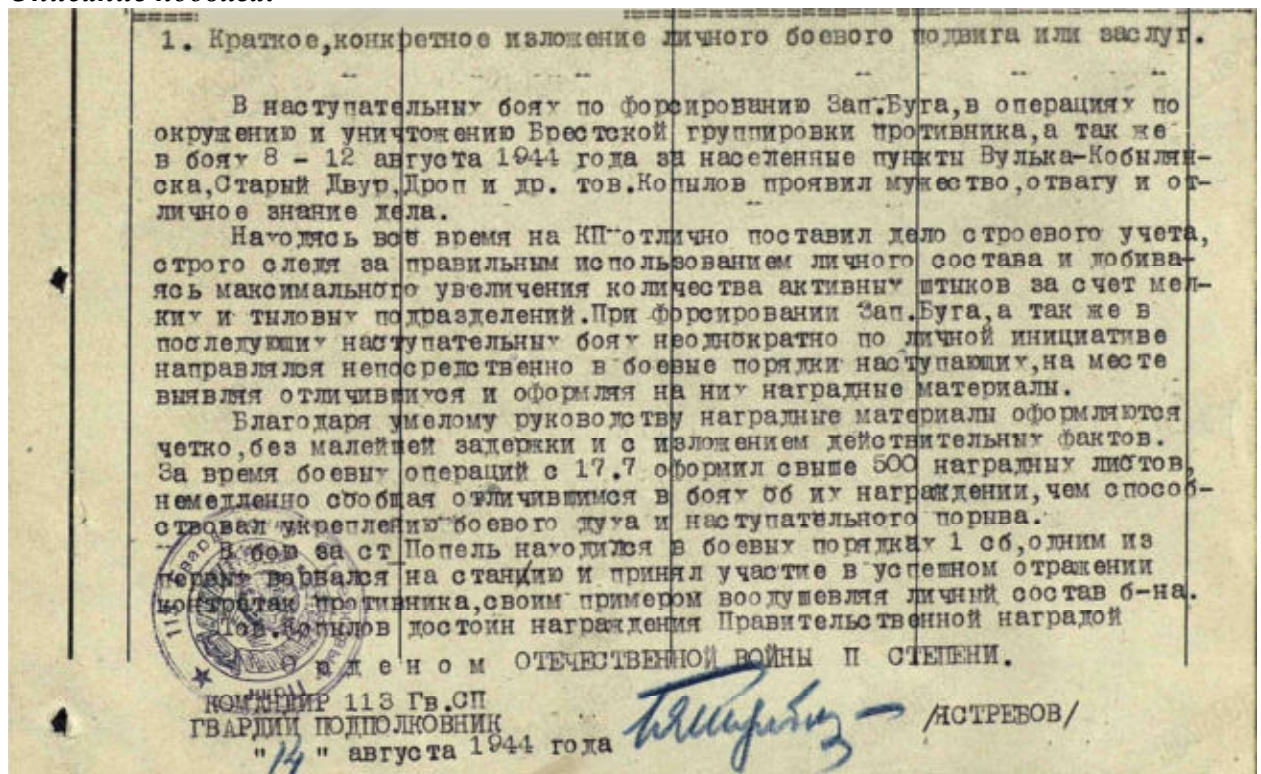 Описание подвига:
1. Краткое,конкретное изложение личного боевого подвига или заслуг.
В наступательных боях по форсированию Зап.Буга,в операциях по
окружению и уничтожению Брестской группировки противника,а так же
в боях 8 - 12 августа 1944 года за населенные пункты Вулька-Кобылян-
ска,Старый Двур,Дроп и др. тов.Копылов проявил мужество,отвагу и от-
личное знание дела.
Находясь всё время на КП отлично поставил дело строевого учета,
строго следя за правильным использованием личного состава и добива-
ясь максимального увеличения количества активных штыков за счет мел-
ких и тыловых подразделений.При форсировании Зап.Буга,а так же в
последующих наступательных боях неоднократно по личной инициативе
направлялся непосредственно в боевые порядки наступающих,на месте
выявляя отличившихся и оформляя на них наградные материалы.
Благодаря умелому руководству наградные материалы оформляются
четко,без малейшей задержки и с изложением действительных фактов.
За время боевых операций с 17.7 оформил свыше 500 наградных листов,
немедленно сообщая отличившимся в боях об их награждении,чем способ-
ствовал укреплению боевого духа и наступательного порыва.
В бою за ст Попель находился в боевых порядках 1 сб,одним из
первых ворвался на станцию и принял участие в успешном отражении
контратак противника,своим примером воодушевляя личный состав б-на.
Тов.Копылов достоин награждения Правительственной наградой
Орденом ОТЕЧЕСТВЕННОЙ ВОЙНЫ П СТЕПЕНИ.
КОМАНДИР 113 Гв.СП
ГВАРДИИ ПОДПОЛКОВНИК /ЯСТРЕБОВ/
"14" августа 1944 года